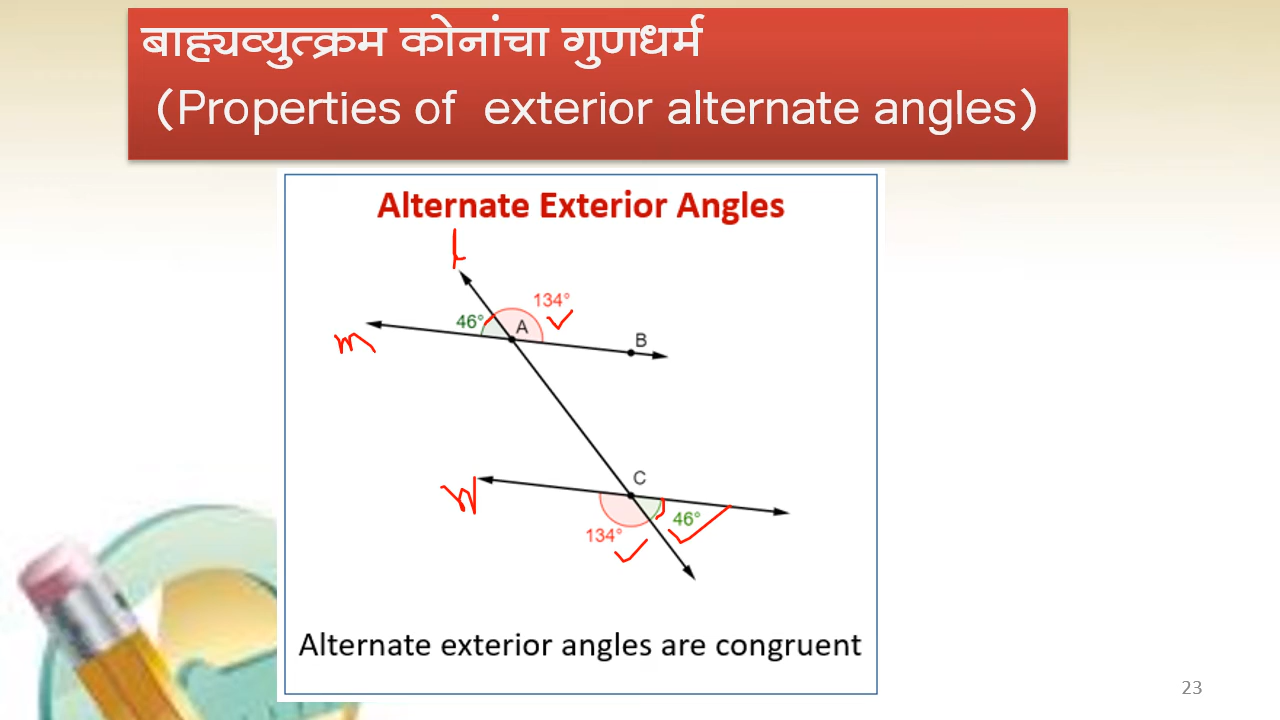 बाह्यव्युत्क्रम कोनांचा गुणधर्म
(Properties of exterior alternate angles)
Alternate Exterior Angles
l
134°
46°
A
B
m
C
46°
134°
Alternate exterior angles are congruent
23